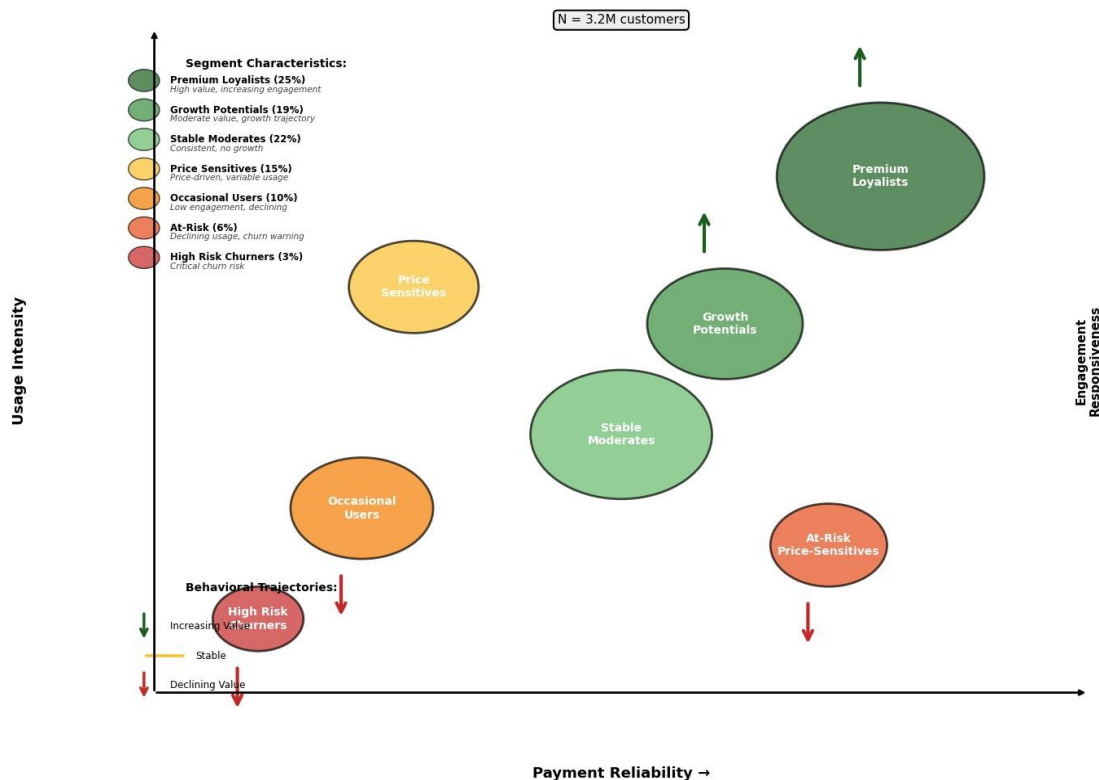 N = 3.2M customers
Segment Characteristics:
Premium Loyalists (25%)
High value, increasing engagement
Growth Potentials (19%)
Moderate value, growth trajectory
Stable Moderates (22%)
Consistent, no growth
Price Sensitives (15%)
Price-driven, variable usage
Occasional Users (10%)
Low engagement, declining
At-Risk (6%)
Declining usage, churn warning
High Risk Churners (3%)
Critical churn risk
Premium
Loyalists
Price
Sensitives
Growth
Potentials
Stable
Moderates
Occasional
Users
At-Risk
Price-Sensitives
High Risk
Churners
Usage Intensity
Engagement
Responsiveness
Behavioral Trajectories:
Increasing Value
Stable
Declining Value
Payment Reliability →